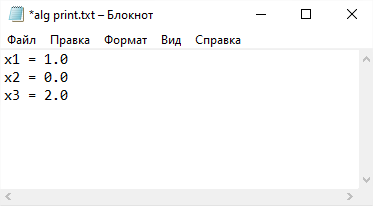 *alg print.txt – Блокнот
Файл Правка Формат Вид Справка
x1 = 1.0
x2 = 0.0
x3 = 2.0